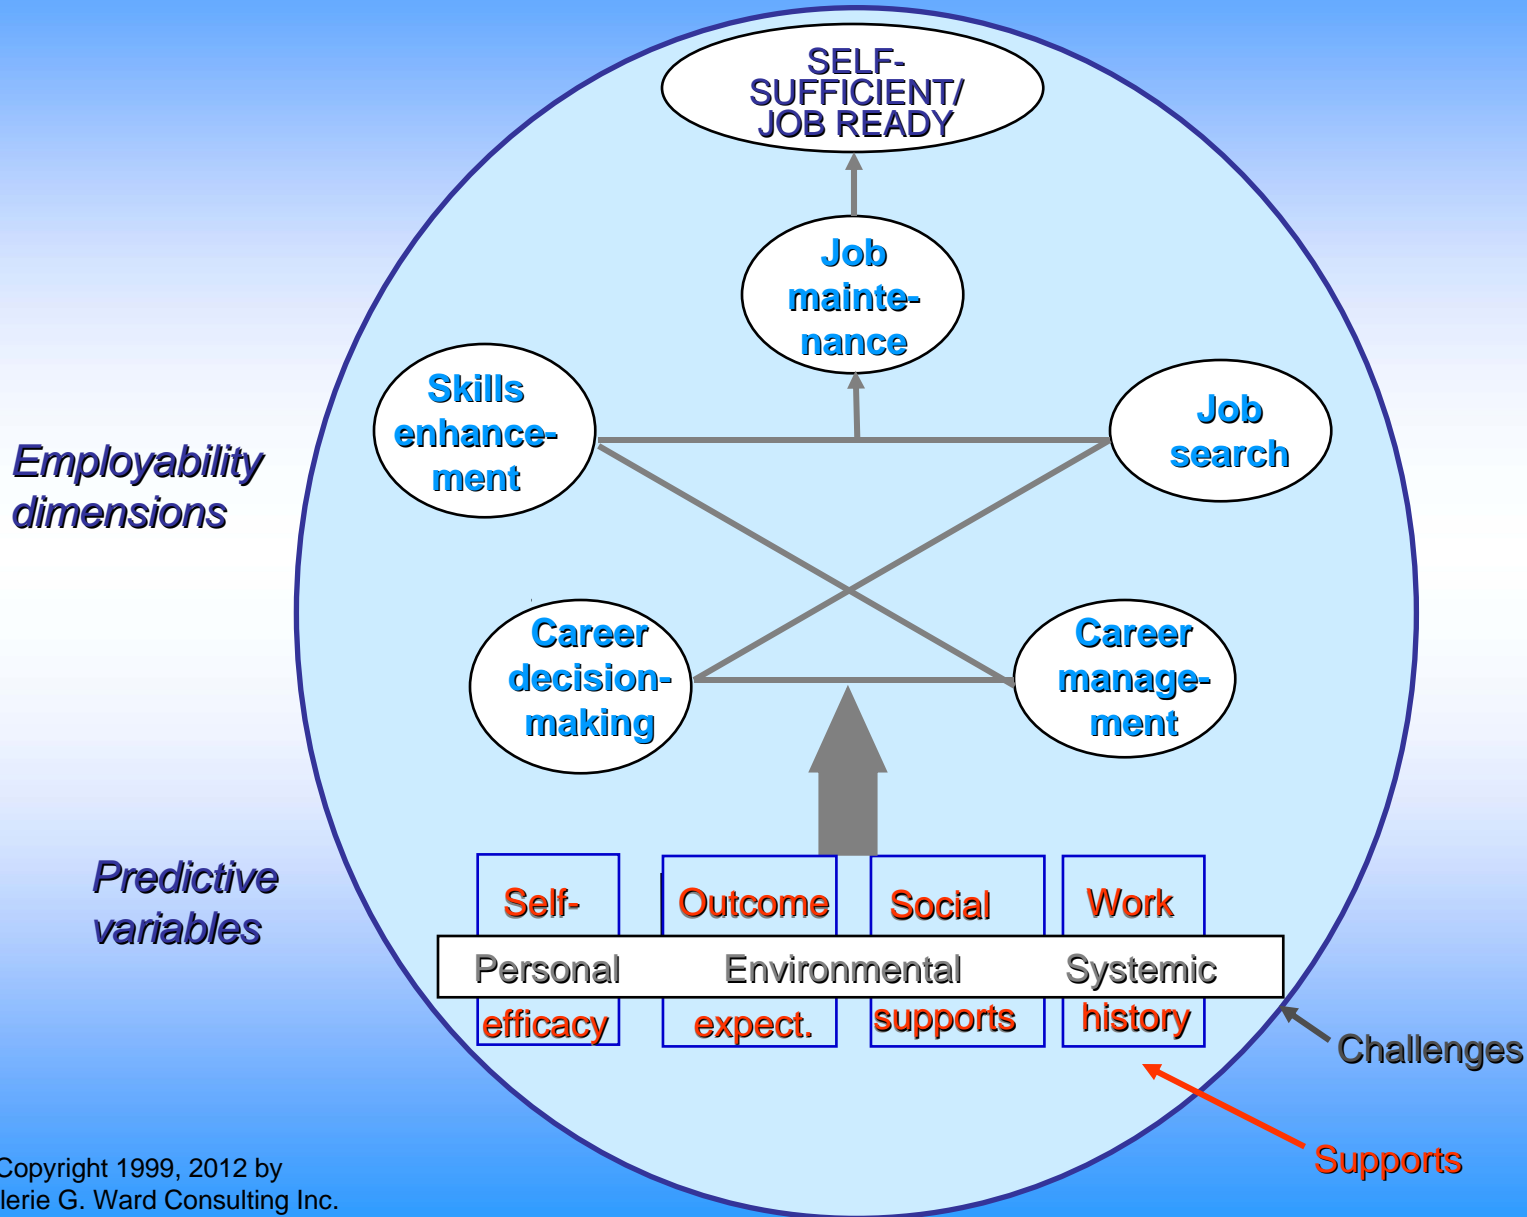 SELF-
SUFFICIENT/
JOB READY
Job
mainte-
nance
Skills
enhance-
ment
Job
search
Employability
dimensions
Career
decision-
making
Career
manage-
ment
Predictive
variables
Self-
Outcome
Social
Work
Personal
Environmental
Systemic
efficacy
expect.
supports
history
Challenges
Supports
Copyright 1999, 2012 by
lerie G. Ward Consulting Inc.